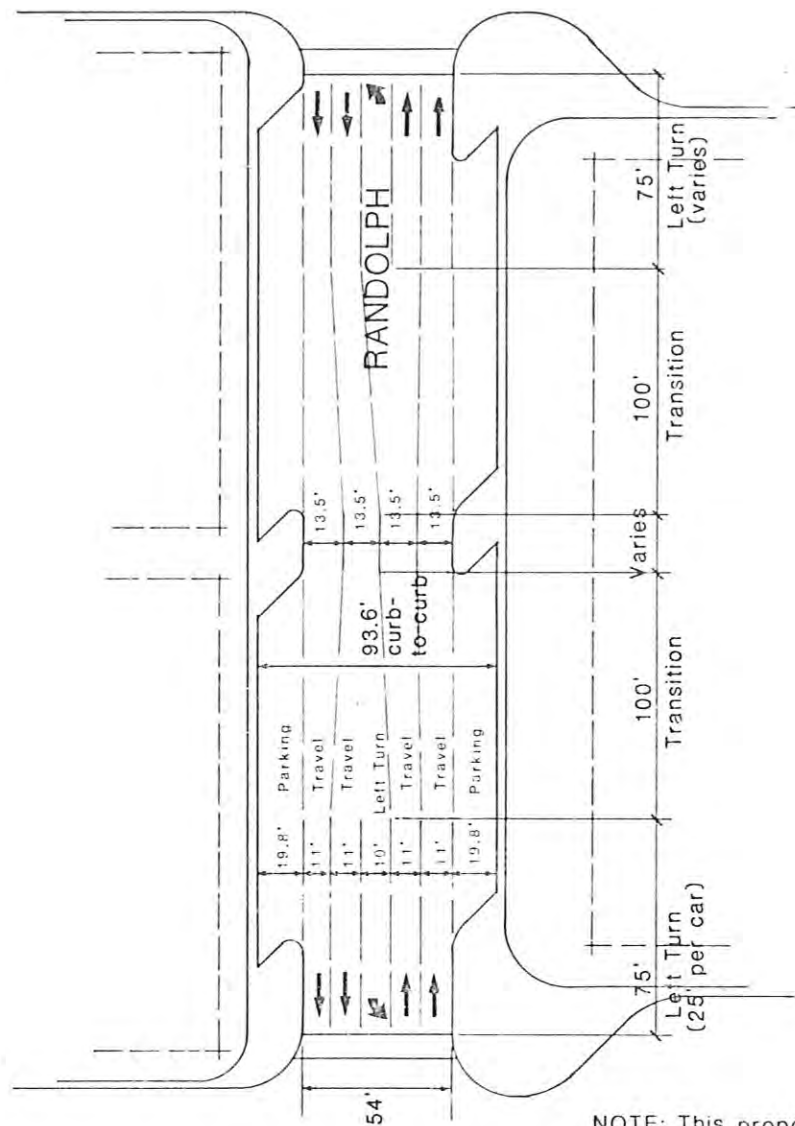 75'
Left Turn
(varies)
RANDOLPH
100'
Transition
13.5'
13.5'
13.5'
13.5'
Varies
93.6'
curb-
to-curb
100'
Transition
Parking
Travel
Travel
Left Turn
Travel
Travel
Parking
19.8'
11'
11'
10'
11'
11'
19.8'
75'
Left Turn
(25' per car)
54'
NOTE: This prop